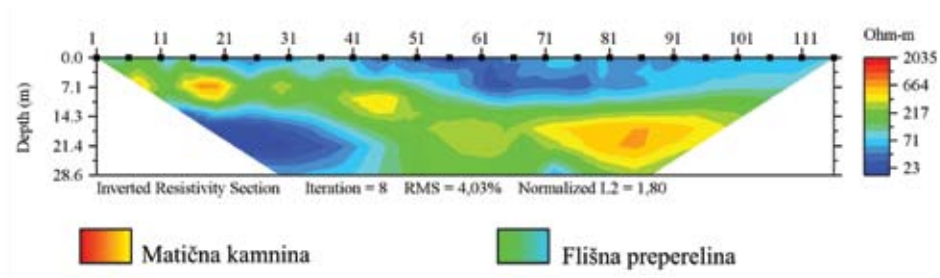 1 11 21 31 41 51 61 71 81 91 101 111 Ohm-m
0.0 2035
7.1 664
14.3 217
21.4 71
28.6 23
Depth (m)
Inverted Resistivity Section Iteration = 8 RMS = 4,03% Normalized L2 = 1,80
Matična kamnina Flišna preperelina